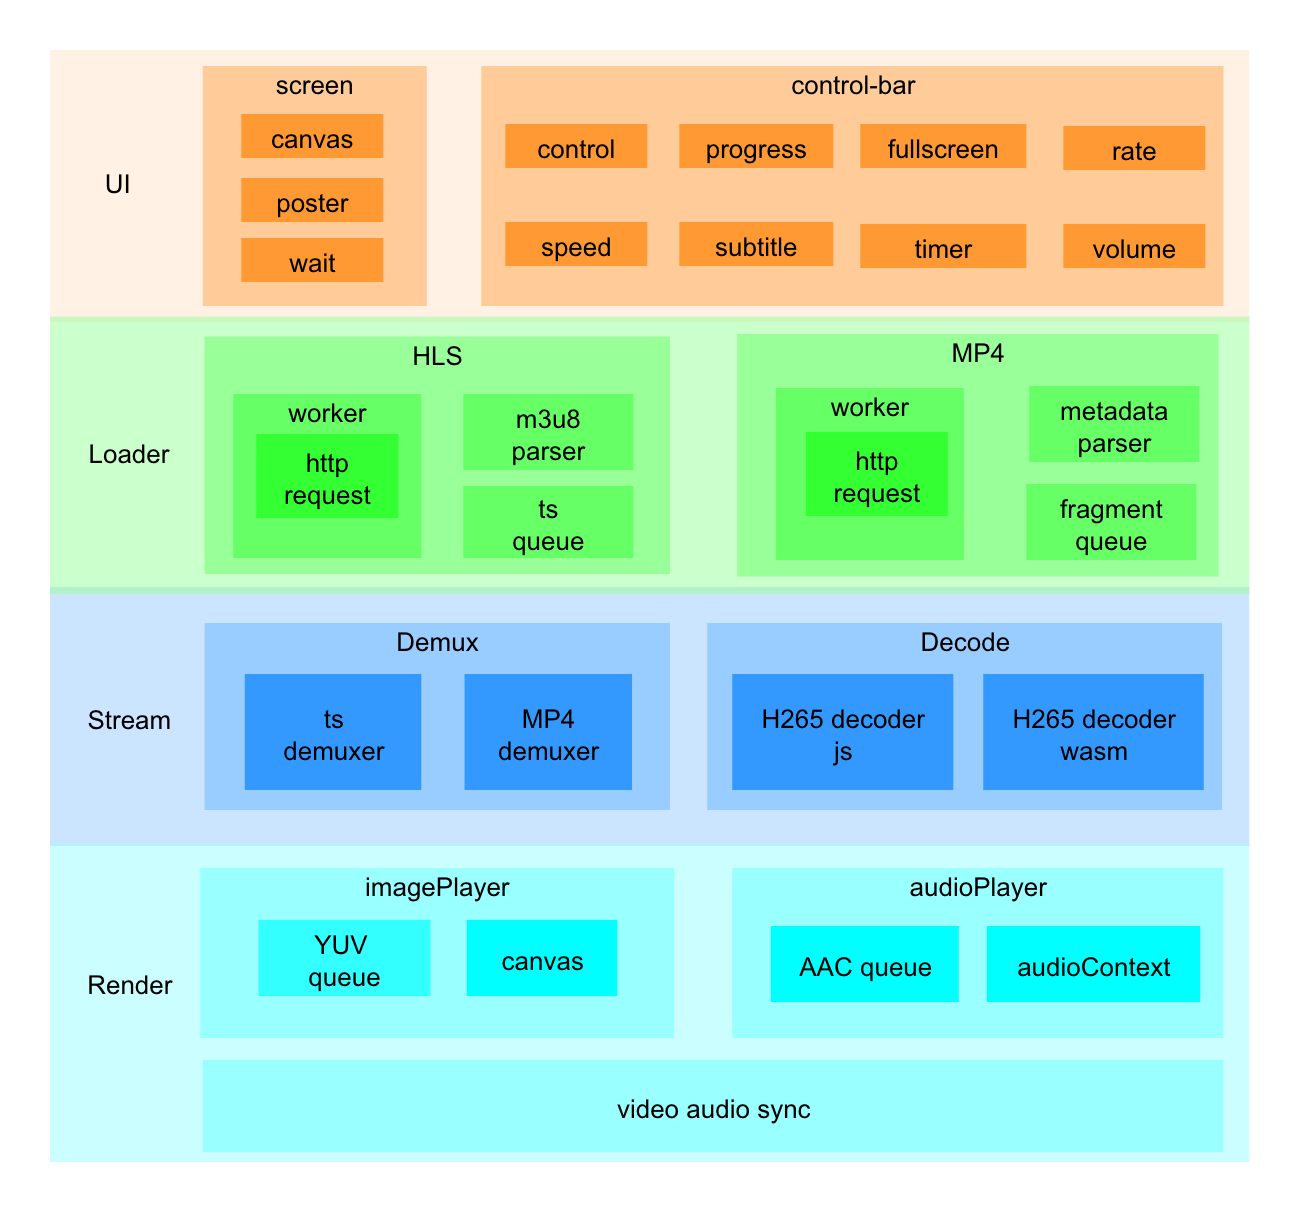 UI
screen
canvas
poster
wait
control-bar
control
progress
fullscreen
rate
speed
subtitle
timer
volume
Loader
HLS
worker
http
request
m3u8
parser
ts
queue
MP4
worker
http
request
metadata
parser
fragment
queue
Stream
Demux
ts
demuxer
MP4
demuxer
Decode
H265 decoder
js
H265 decoder
wasm
Render
imagePlayer
YUV
queue
canvas
audioPlayer
AAC queue
audioContext
video audio sync